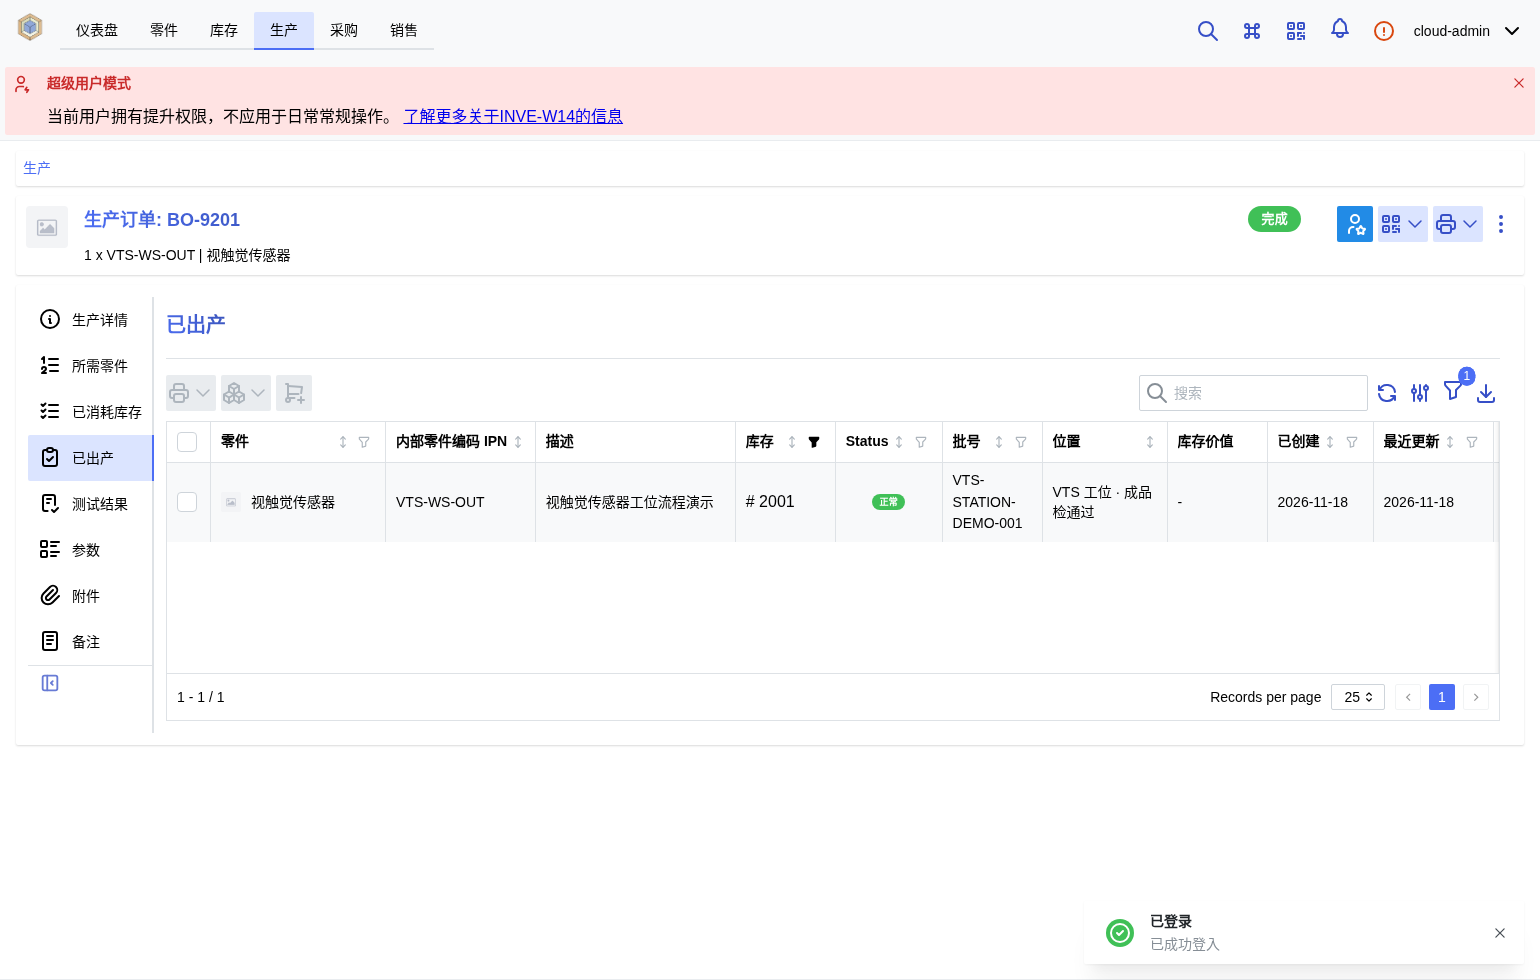 仪表盘 零件 库存 生产 采购 销售 cloud-admin
超级用户模式
当前用户拥有提升权限，不应用于日常常规操作。 了解更多关于INVE-W14的信息
生产
生产订单: BO-9201
1 x VTS-WS-OUT | 视触觉传感器
完成
生产详情
所需零件
已消耗库存
已出产
测试结果
参数
附件
备注
已出产
搜索
1
零件 内部零件编码 IPN 描述 库存 Status 批号 位置 库存价值 已创建 最近更新
视触觉传感器 VTS-WS-OUT 视触觉传感器工位流程演示 # 2001 正常 VTS-STATION-DEMO-001 VTS 工位 · 成品检通过 - 2026-11-18 2026-11-18
1 - 1 / 1
Records per page 25 1
已登录
已成功登入